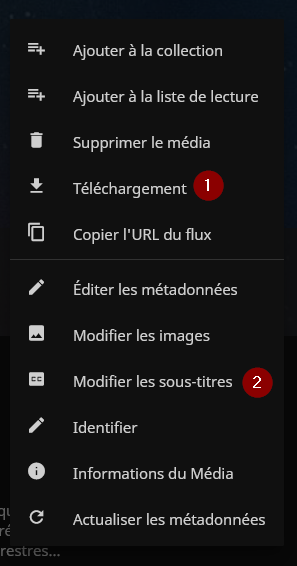 Ajouter à la collection
Ajouter à la liste de lecture
Supprimer le média
Téléchargement 1
Copier l'URL du flux
Éditer les métadonnées
Modifier les images
CC Modifier les sous-titres 2
Identifier
Informations du Média
Actualiser les métadonnées
restres...